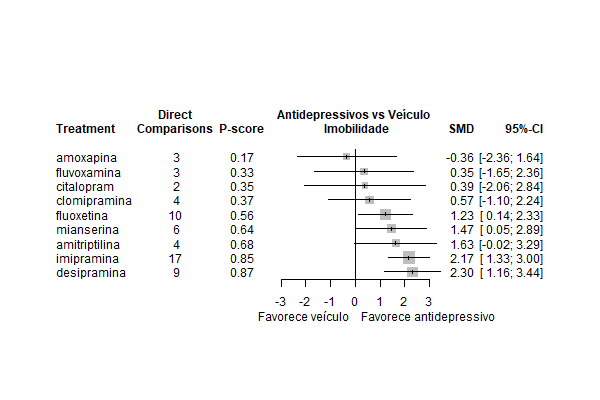 Direct Antidepressivos vs Veículo
Treatment Comparisons P-score Imobilidade SMD 95%-CI
amoxapina 3 0.17 -0.36 [-2.36; 1.64]
fluvoxamina 3 0.33 0.35 [-1.65; 2.36]
citalopram 2 0.35 0.39 [-2.06; 2.84]
clomipramina 4 0.37 0.57 [-1.10; 2.24]
fluoxetina 10 0.56 1.23 [ 0.14; 2.33]
mianserina 6 0.64 1.47 [ 0.05; 2.89]
amitriptilina 4 0.68 1.63 [-0.02; 3.29]
imipramina 17 0.85 2.17 [ 1.33; 3.00]
desipramina 9 0.87 2.30 [ 1.16; 3.44]
-3 -2 -1 0 1 2 3
Favorece veículo Favorece antidepressivo